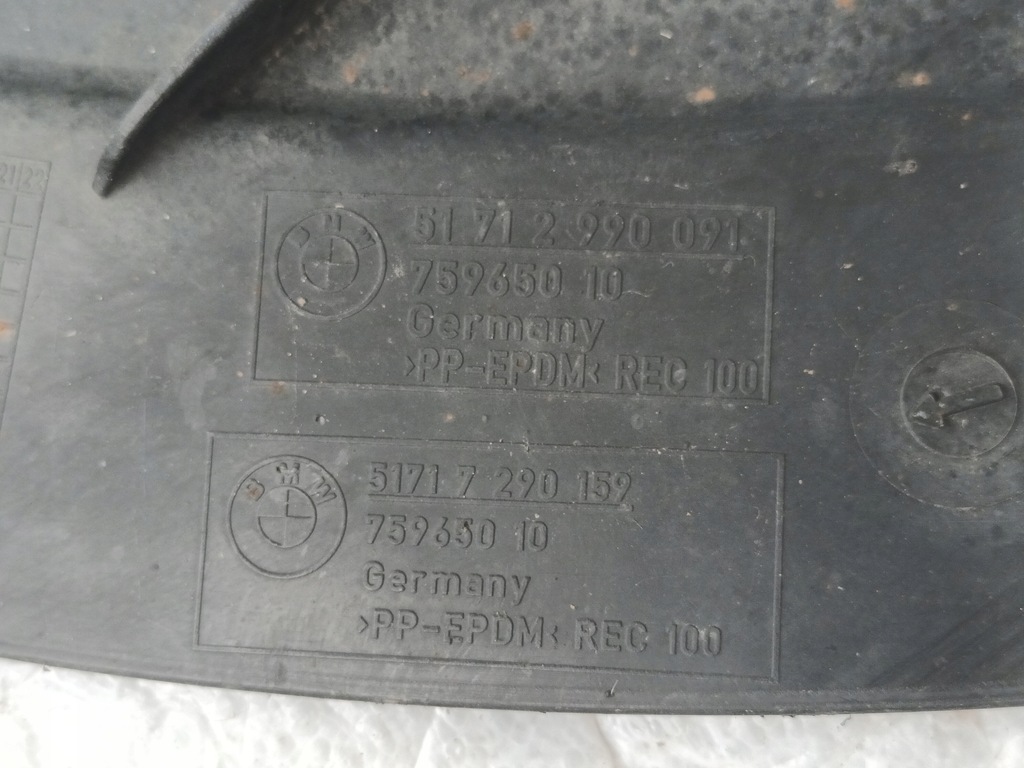 BMW
51 71 2 990 091
759650 10
Germany
>PP-EPDM< REC 100
BMW
5171 7 290 159
759650 10
Germany
>PP-EPDM< REC 100